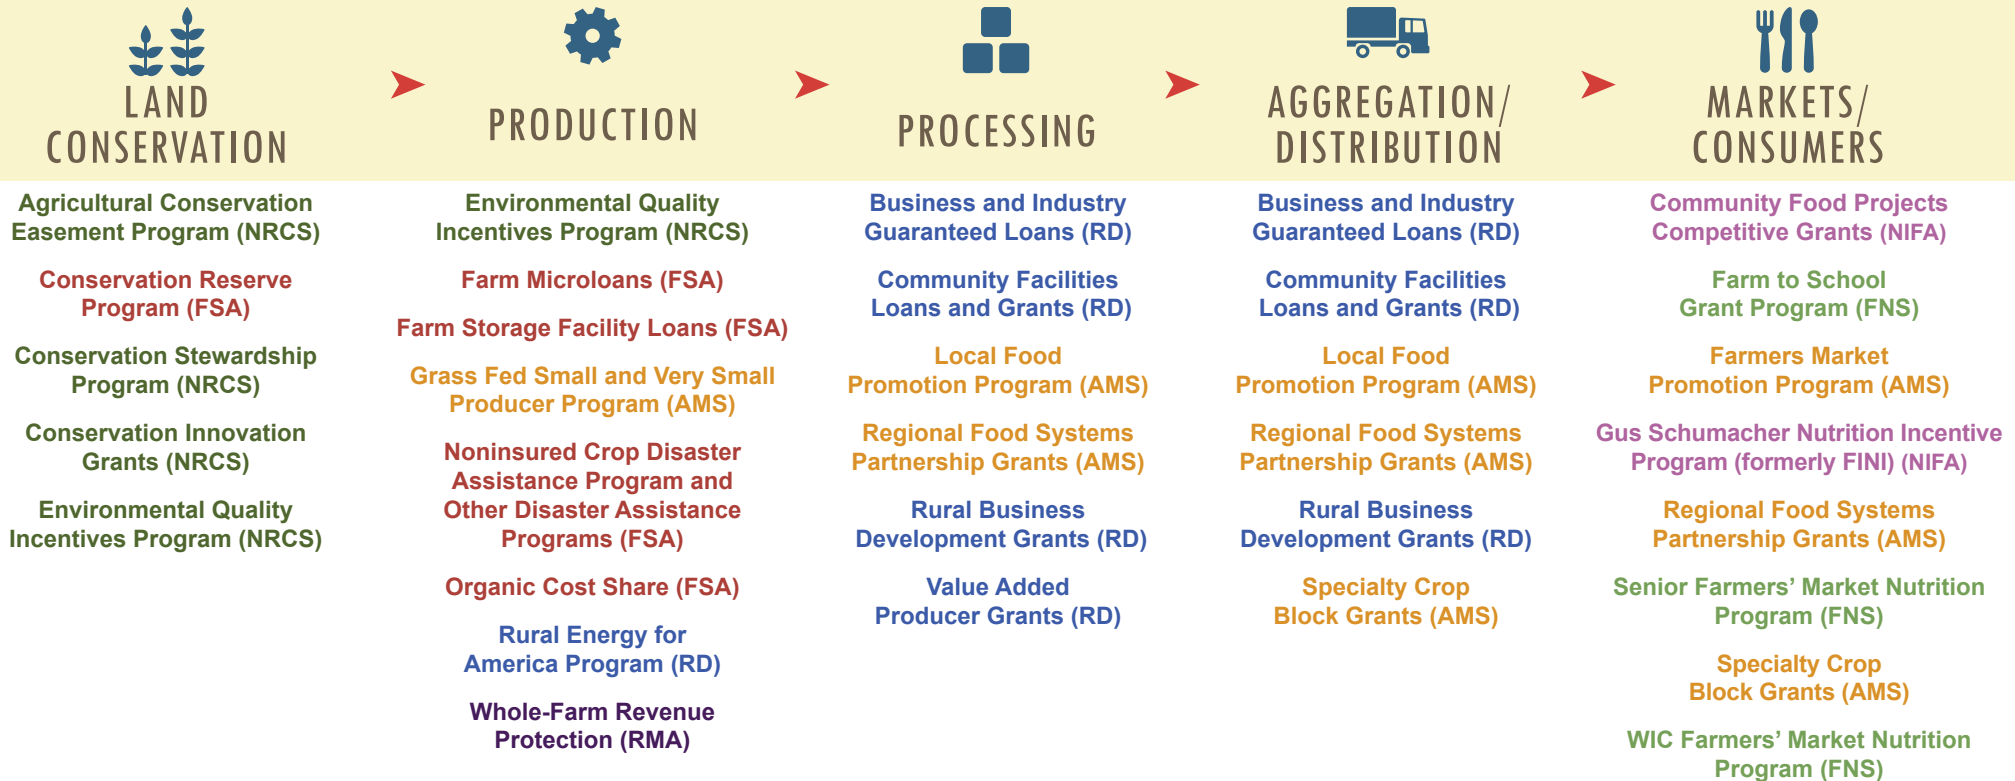 LAND
CONSERVATION
Agricultural Conservation
Easement Program (NRCS)
Conservation Reserve
Program (FSA)
Conservation Stewardship
Program (NRCS)
Conservation Innovation
Grants (NRCS)
Environmental Quality
Incentives Program (NRCS)
PRODUCTION
Environmental Quality
Incentives Program (NRCS)
Farm Microloans (FSA)
Farm Storage Facility Loans (FSA)
Grass Fed Small and Very Small
Producer Program (AMS)
Noninsured Crop Disaster
Assistance Program and
Other Disaster Assistance
Programs (FSA)
Organic Cost Share (FSA)
Rural Energy for
America Program (RD)
Whole-Farm Revenue
Protection (RMA)
PROCESSING
Business and Industry
Guaranteed Loans (RD)
Community Facilities
Loans and Grants (RD)
Local Food
Promotion Program (AMS)
Regional Food Systems
Partnership Grants (AMS)
Rural Business
Development Grants (RD)
Value Added
Producer Grants (RD)
AGGREGATION/
DISTRIBUTION
Business and Industry
Guaranteed Loans (RD)
Community Facilities
Loans and Grants (RD)
Local Food
Promotion Program (AMS)
Regional Food Systems
Partnership Grants (AMS)
Rural Business
Development Grants (RD)
Specialty Crop
Block Grants (AMS)
MARKETS/
CONSUMERS
Community Food Projects
Competitive Grants (NIFA)
Farm to School
Grant Program (FNS)
Farmers Market
Promotion Program (AMS)
Gus Schumacher Nutrition Incentive
Program (formerly FINI) (NIFA)
Regional Food Systems
Partnership Grants (AMS)
Senior Farmers’ Market Nutrition
Program (FNS)
Specialty Crop
Block Grants (AMS)
WIC Farmers’ Market Nutrition
Program (FNS)